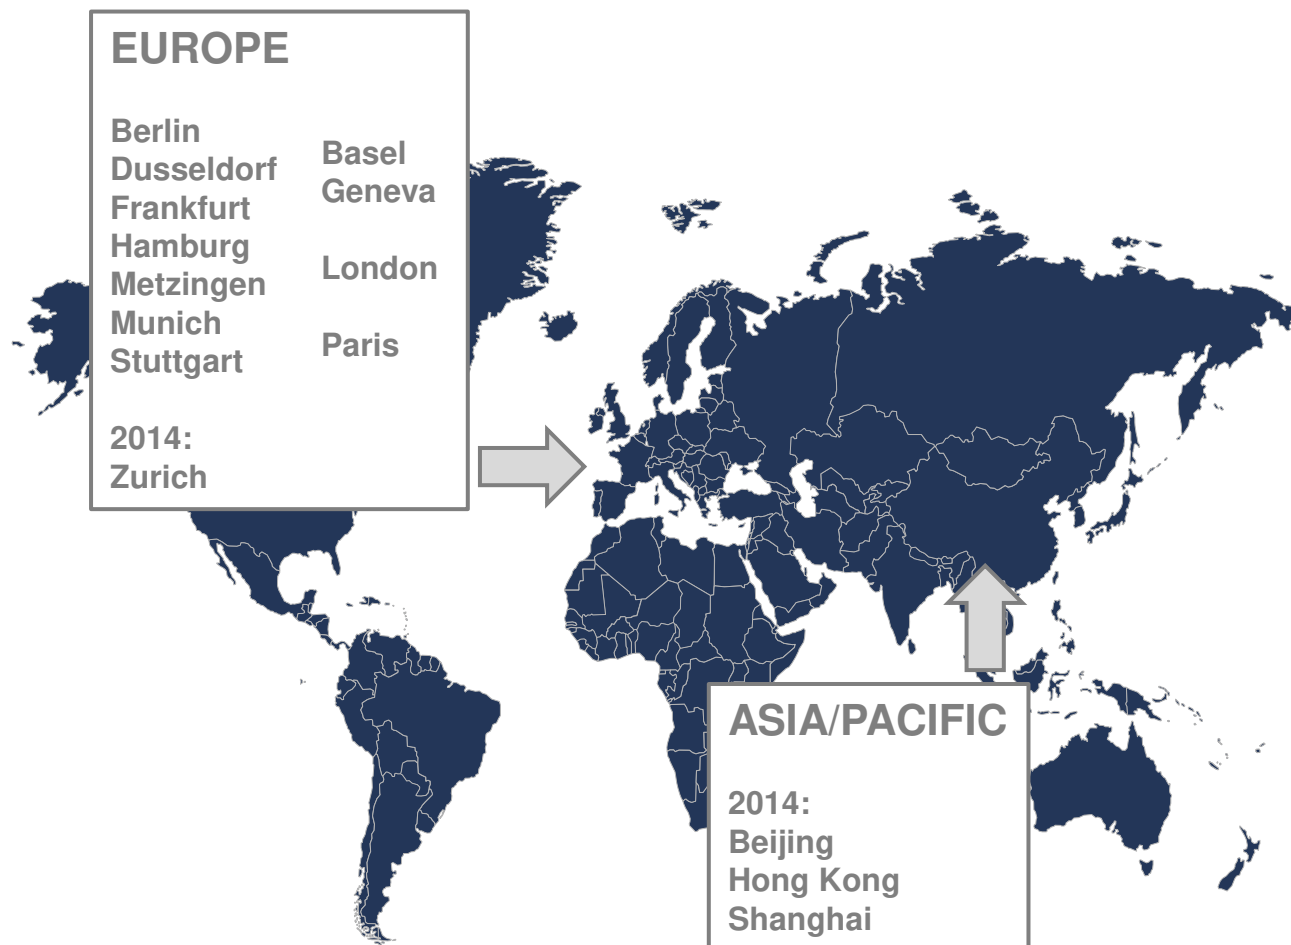 EUROPE
Berlin
Dusseldorf
Frankfurt
Hamburg
Metzingen
Munich
Stuttgart
Basel
Geneva
London
Paris
2014:
Zurich
ASIA/PACIFIC
2014:
Beijing
Hong Kong
Shanghai